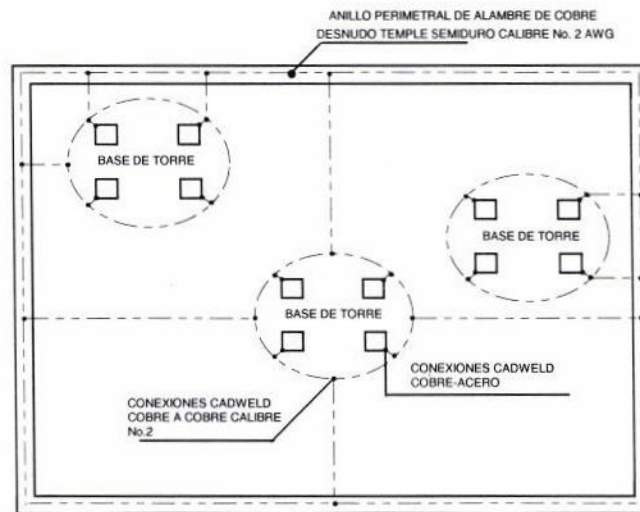 ANILLO PERIMETRAL DE ALAMBRE DE COBRE
DESNUDO TEMPLE SEMIDURO CALIBRE No. 2 AWG
BASE DE TORRE
BASE DE TORRE
BASE DE TORRE
CONEXIONES CADWELD
COBRE-ACERO
CONEXIONES CADWELD
COBRE A COBRE CALIBRE
No.2